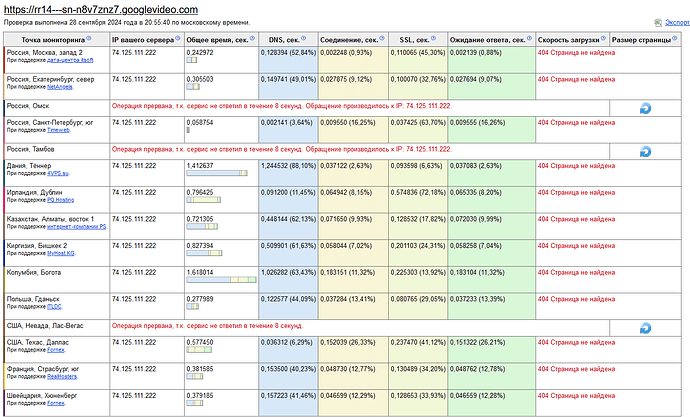 https://rr14---sn-n8v7znz7.googlevideo.com
Проверка выполнена 28 сентября 2024 года в 20:55:40 по московскому времени.
Экспорт
Точка мониторинга IP вашего сервера Общее время, сек. DNS, сек. Соединение, сек. SSL, сек. Ожидание ответа, сек. Скорость загрузки Размер страницы
Россия, Москва, запад 2 74.125.111.222 0,242972 0,128394 (52,84%) 0,002248 (0,93%) 0,110065 (45,30%) 0,002139 (0,88%) 404 Страница не найдена
При поддержке дата-центра itsoft.
Россия, Екатеринбург, север 74.125.111.222 0,305503 0,149741 (49,01%) 0,027875 (9,12%) 0,100070 (32,76%) 0,027694 (9,07%) 404 Страница не найдена
При поддержке NetAngels.
Россия, Омск Операция прервана, т.к. сервис не ответил в течение 8 секунд. Обращение производилось к IP: 74.125.111.222.
Россия, Санкт-Петербург, юг 74.125.111.222 0,058754 0,002141 (3,64%) 0,009550 (16,25%) 0,037425 (63,70%) 0,009555 (16,26%) 404 Страница не найдена
При поддержке Timeweb.
Россия, Тамбов Операция прервана, т.к. сервис не ответил в течение 8 секунд. Обращение производилось к IP: 74.125.111.222.
Дания, Тённер 74.125.111.222 1,412637 1,244532 (88,10%) 0,037122 (2,63%) 0,093598 (6,63%) 0,037083 (2,63%) 404 Страница не найдена
При поддержке 4VPS.su.
Ирландия, Дублин 74.125.111.222 0,796425 0,091200 (11,45%) 0,064942 (8,15%) 0,574836 (72,18%) 0,065335 (8,20%) 404 Страница не найдена
При поддержке PQ.Hosting
Казахстан, Алматы, восток 1 74.125.111.222 0,721305 0,448144 (62,13%) 0,071650 (9,93%) 0,128532 (17,82%) 0,072030 (9,99%) 404 Страница не найдена
При поддержке интернет-компании PS.
Киргизия, Бишкек 2 74.125.111.222 0,827394 0,509901 (61,63%) 0,058044 (7,02%) 0,201103 (24,31%) 0,058258 (7,04%) 404 Страница не найдена
При поддержке MyHost.KG.
Колумбия, Богота 74.125.111.222 1,618014 1,026282 (63,43%) 0,183151 (11,32%) 0,225303 (13,92%) 0,183104 (11,32%) 404 Страница не найдена
Польша, Гданьск 74.125.111.222 0,277989 0,122577 (44,09%) 0,037284 (13,41%) 0,080765 (29,05%) 0,037233 (13,39%) 404 Страница не найдена
При поддержке ITLDC.
США, Невада, Лас-Вегас Операция прервана, т.к. сервис не ответил в течение 8 секунд.
США, Техас, Даллас 74.125.111.222 0,577450 0,036312 (6,29%) 0,152039 (26,33%) 0,237470 (41,12%) 0,151322 (26,21%) 404 Страница не найдена
При поддержке Fornex.
Франция, Страсбург, юг 74.125.111.222 0,381585 0,153500 (40,23%) 0,048730 (12,77%) 0,130489 (34,20%) 0,048762 (12,78%) 404 Страница не найдена
При поддержке RealHosters.
Швейцария, Хюненберг 74.125.111.222 0,379185 0,157223 (41,46%) 0,046599 (12,29%) 0,128653 (33,93%) 0,046559 (12,28%) 404 Страница не найдена
При поддержке Fornex.